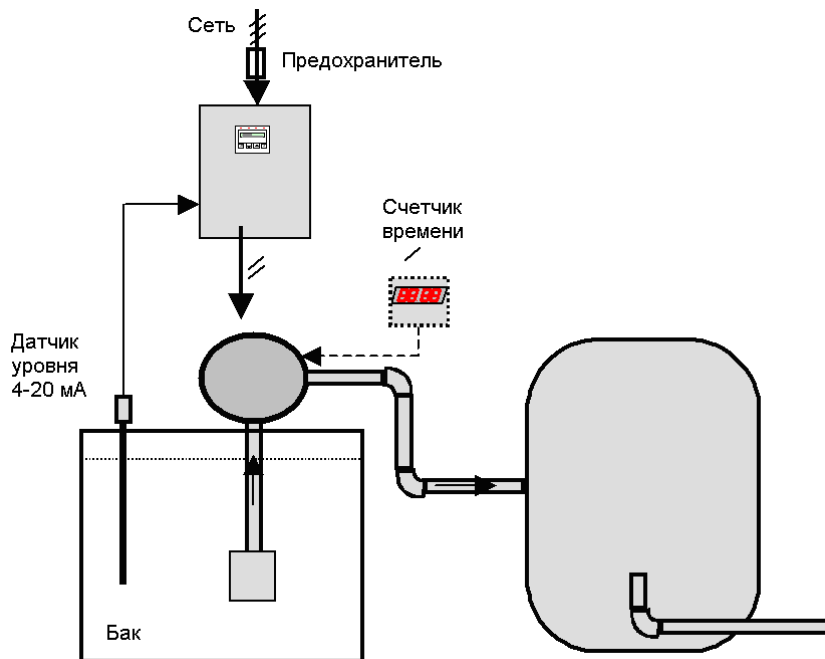 Сеть
Предохранитель
Счетчик
времени
Датчик
уровня
4-20 мА
Бак